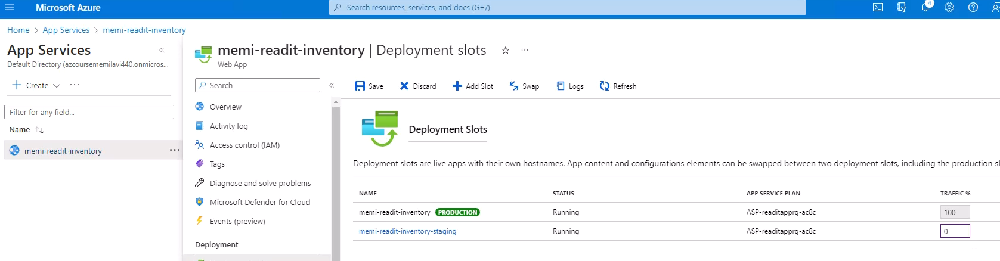 Microsoft Azure
Search resources, services, and docs (G+/)
4
Home > App Services > memi-readit-inventory
App Services
Default Directory (azcoursememilavi440.onmicros...
Create
Filter for any field...
Name
memi-readit-inventory
memi-readit-inventory | Deployment slots
Web App
Search
Overview
Activity log
Access control (IAM)
Tags
Diagnose and solve problems
Microsoft Defender for Cloud
Events (preview)
Deployment
Save Discard Add Slot Swap Logs Refresh
Deployment Slots
Deployment slots are live apps with their own hostnames. App content and configurations elements can be swapped between two deployment slots, including the production sl
NAME STATUS APP SERVICE PLAN TRAFFIC %
memi-readit-inventory PRODUCTION Running ASP-readitapprg-ac8c 100
memi-readit-inventory-staging Running ASP-readitapprg-ac8c 0